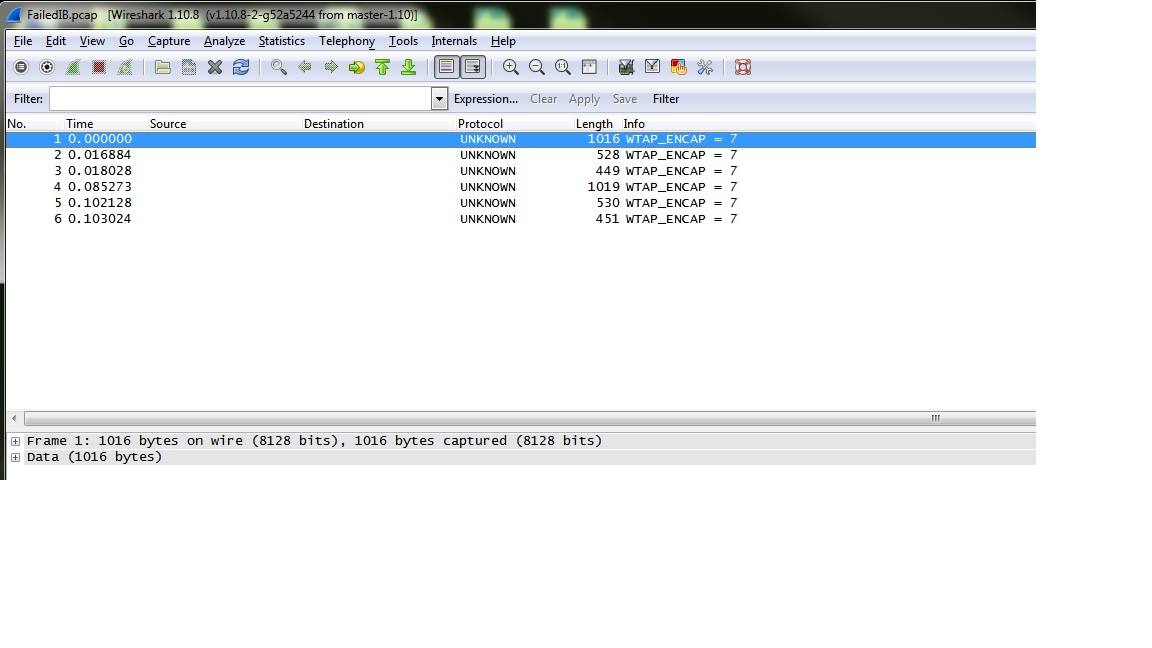 FailedIB.pcap [Wireshark 1.10.8 (v1.10.8-2-g52a5244 from master-1.10)]
File Edit View Go Capture Analyze Statistics Telephony Tools Internals Help
Filter: Expression... Clear Apply Save Filter
No. Time Source Destination Protocol Length Info
1 0.000000 UNKNOWN 1016 WTAP_ENCAP = 7
2 0.016884 UNKNOWN 528 WTAP_ENCAP = 7
3 0.018028 UNKNOWN 449 WTAP_ENCAP = 7
4 0.085273 UNKNOWN 1019 WTAP_ENCAP = 7
5 0.102128 UNKNOWN 530 WTAP_ENCAP = 7
6 0.103024 UNKNOWN 451 WTAP_ENCAP = 7
Frame 1: 1016 bytes on wire (8128 bits), 1016 bytes captured (8128 bits)
Data (1016 bytes)